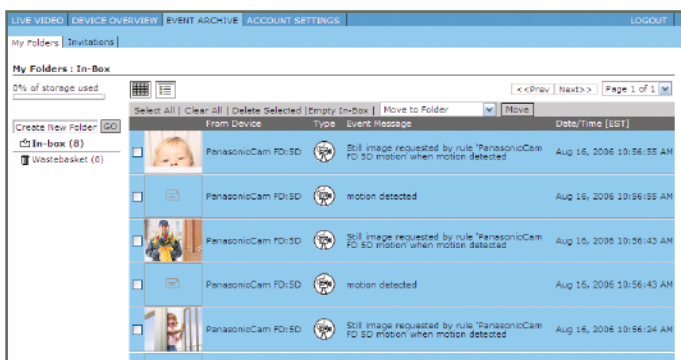 LIVE VIDEO DEVICE OVERVIEW EVENT ARCHIVE ACCOUNT SETTINGS LOGOUT
My Folders Invitations
My Folders : In-Box
0% of storage used
<<Prev Next>> Page 1 of 1
Select All | Clear All | Delete Selected |Empty In-Box | Move to Folder Move
Create New Folder GO
From Device Type Event Message Date/Time [EST]
In-box (8)
Wastebasket (0)
PanasonicCam FD:5D Still image requested by rule 'PanasonicCam
FD 5D motion' when motion detected Aug 16, 2006 10:56:55 AM
PanasonicCam FD:5D motion detected Aug 16, 2006 10:56:55 AM
PanasonicCam FD:5D Still image requested by rule 'PanasonicCam
FD 5D motion' when motion detected Aug 16, 2006 10:56:43 AM
PanasonicCam FD:5D motion detected Aug 16, 2006 10:56:43 AM
PanasonicCam FD:5D Still image requested by rule 'PanasonicCam
FD 5D motion' when motion detected Aug 16, 2006 10:56:24 AM